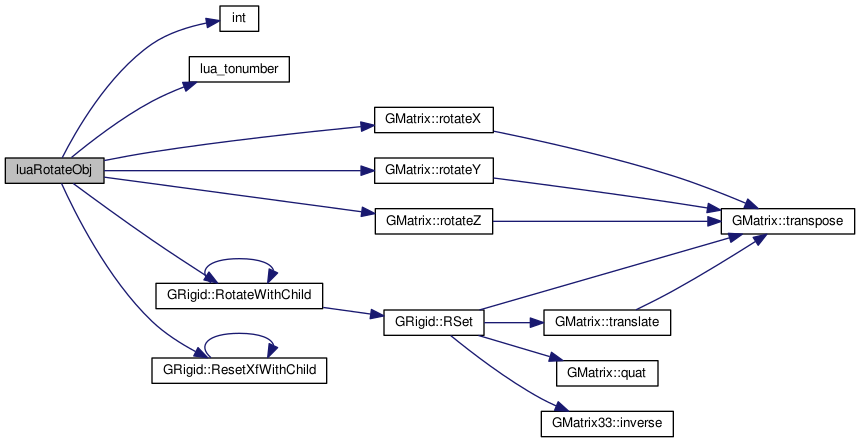 int
lua_tonumber
GMatrix::rotateX
luaRotateObj
GMatrix::rotateY
GMatrix::rotateZ
GMatrix::transpose
GRigid::RotateWithChild
GRigid::RSet
GMatrix::translate
GRigid::ResetXfWithChild
GMatrix::quat
GMatrix33::inverse